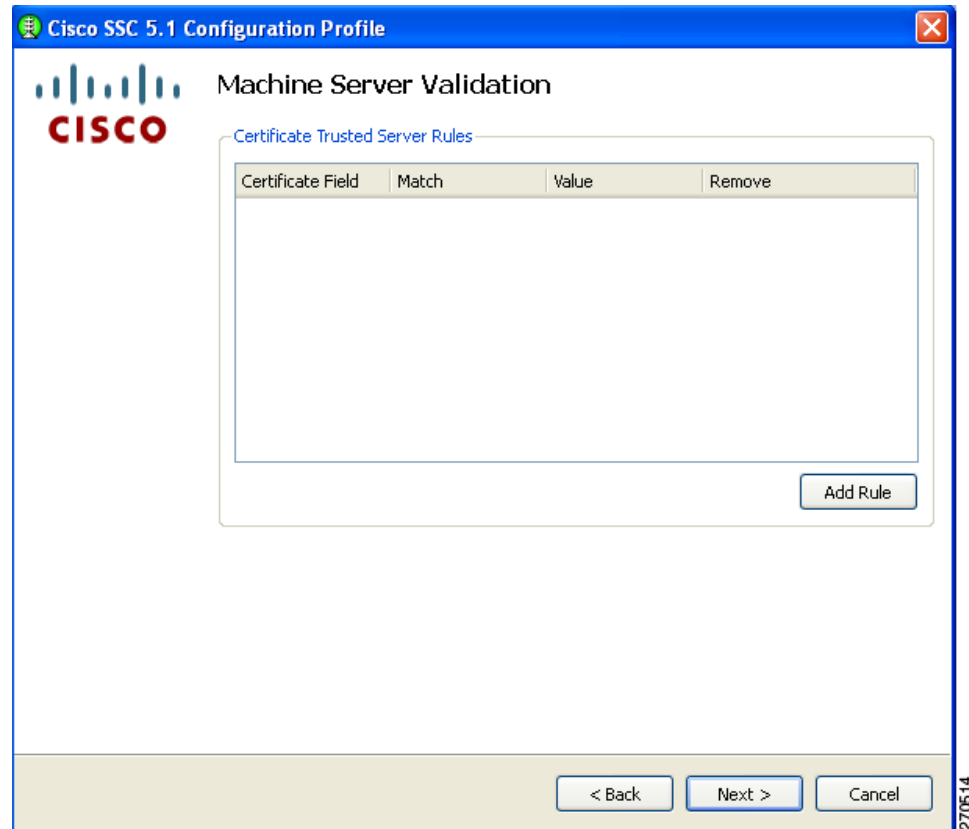 Cisco SSC 5.1 Configuration Profile
CISCO
Machine Server Validation
Certificate Trusted Server Rules
Certificate Field Match Value Remove
Add Rule
< Back Next > Cancel
270514